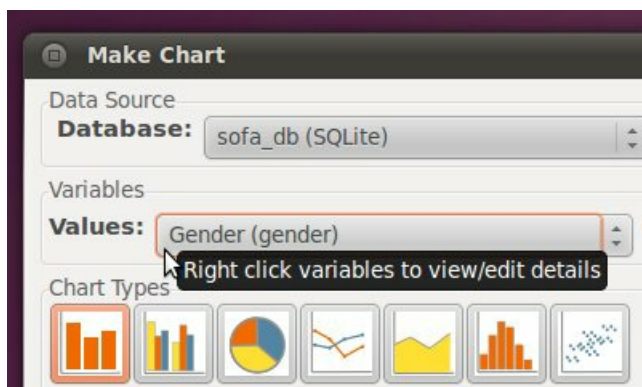 Make Chart
Data Source
Database: sofa_db (SQLite)
Variables
Values: Gender (gender)
Right click variables to view/edit details
Chart Types